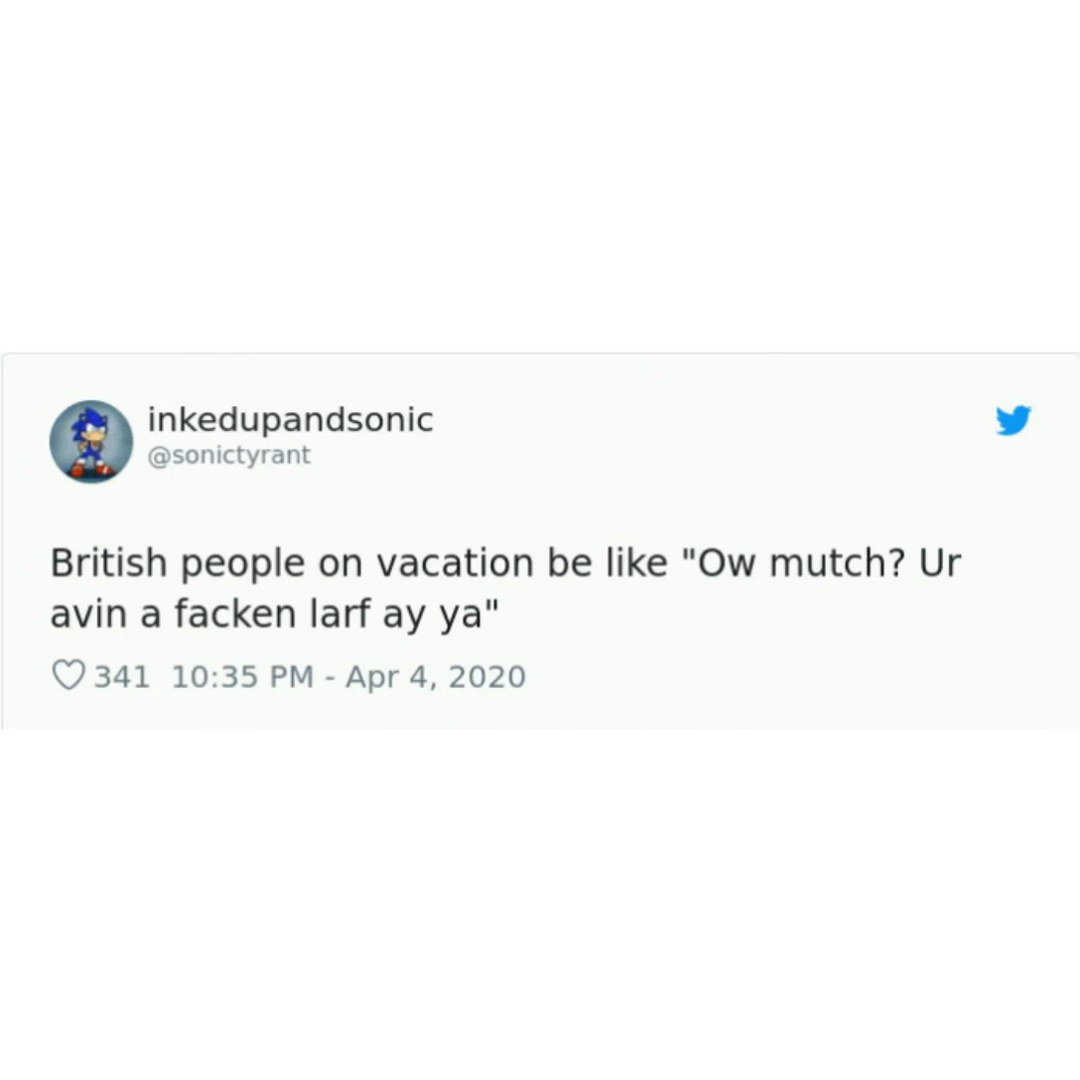 inkedupandsonic
@sonictyrant
British people on vacation be like "Ow mutch? Ur
avin a facken larf ay ya"
341 10:35 PM - Apr 4, 2020